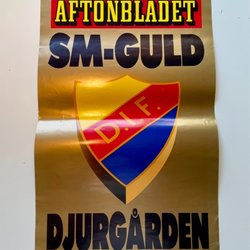 AFTONBLADET
SM-GULD
D.I.F.
DJURGÅRDEN